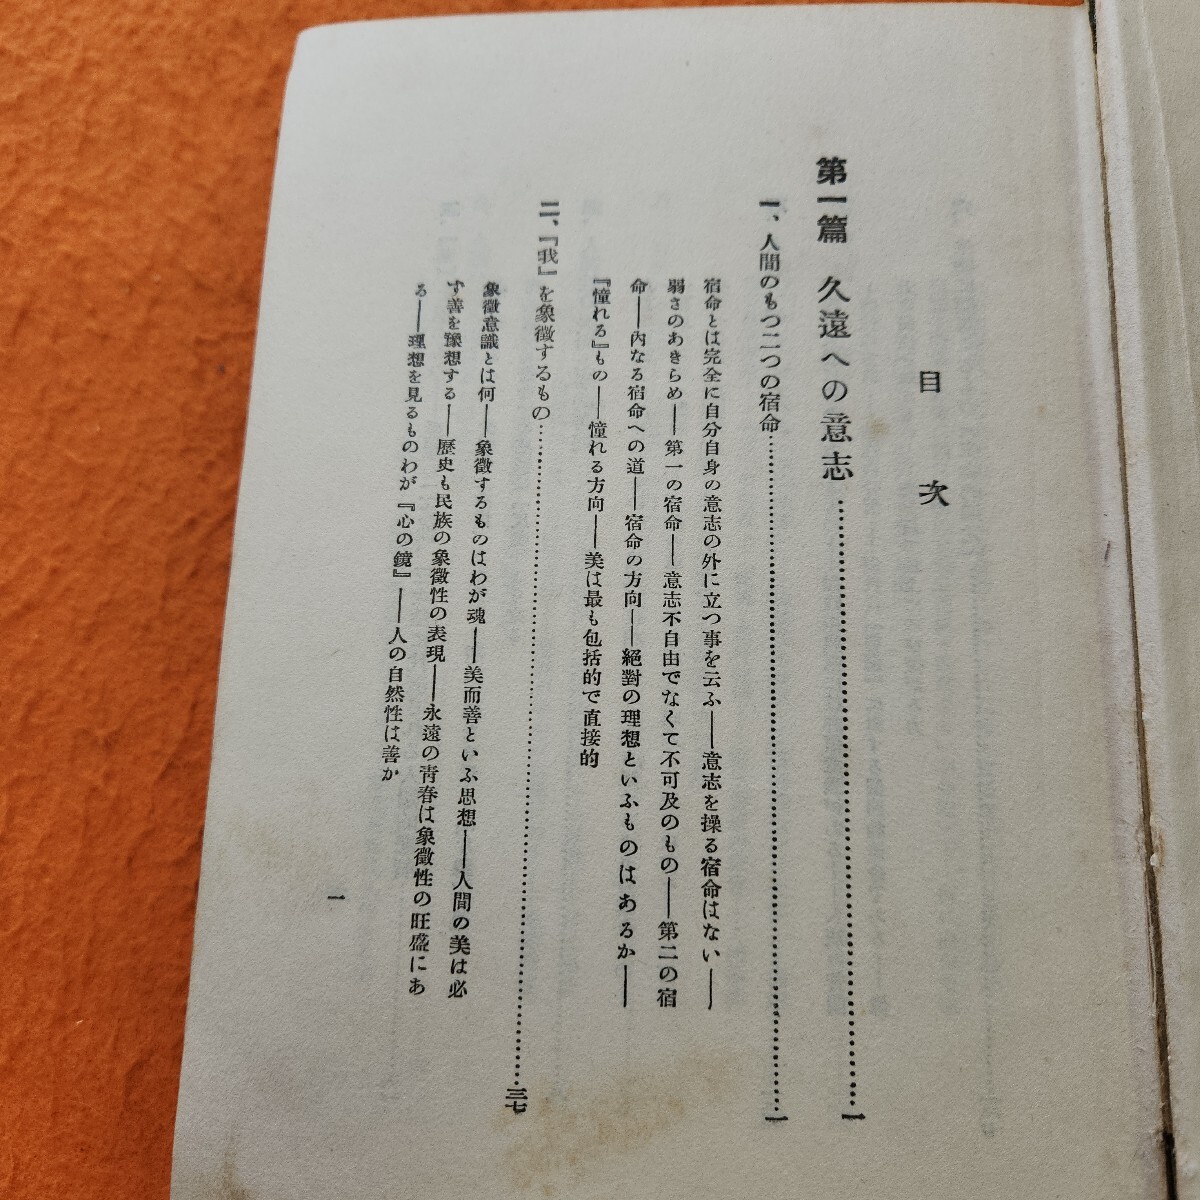 目次
第一篇 久遠への意志……………………一
一、人間のもつ二つの宿命……………………一
宿命とは完全に自分自身の意志の外に立つ事を云ふ――意志を操る宿命はない――
弱さのあきらめ――第一の宿命――意志不自由でなくて不可及のもの――第二の宿
命――内なる宿命への道――宿命の方向――絕對の理想といふものはあるか――
『憧れる』もの――憧れる方向――美は最も包括的で直接的
二、『我』を象徴するもの……………………三七
象徵意識とは何――象徵するものはわが魂――美而善といふ思想――人間の美は必
ず善を豫想する――歷史も民族の象徵性の表現――永遠の靑春は象徵性の旺盛にあ
る――理想を見るものわが『心の鏡』――人の自然性は善か
一